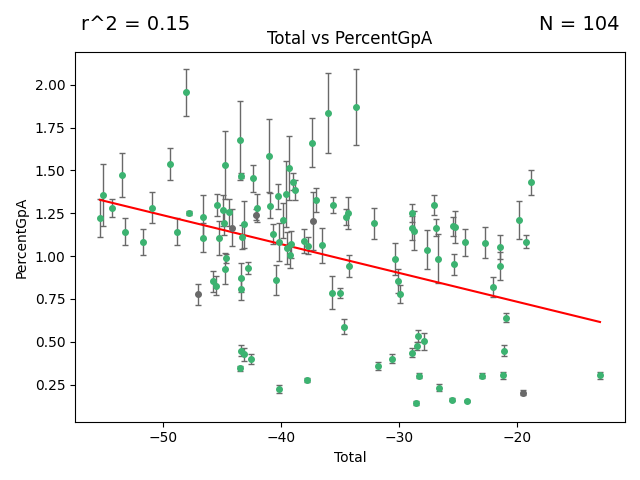 r^2 = 0.15
N = 104
Total vs PercentGpA
PercentGpA
2.00
1.75
1.50
1.25
1.00
0.75
0.50
0.25
−50
−40
−30
−20
Total